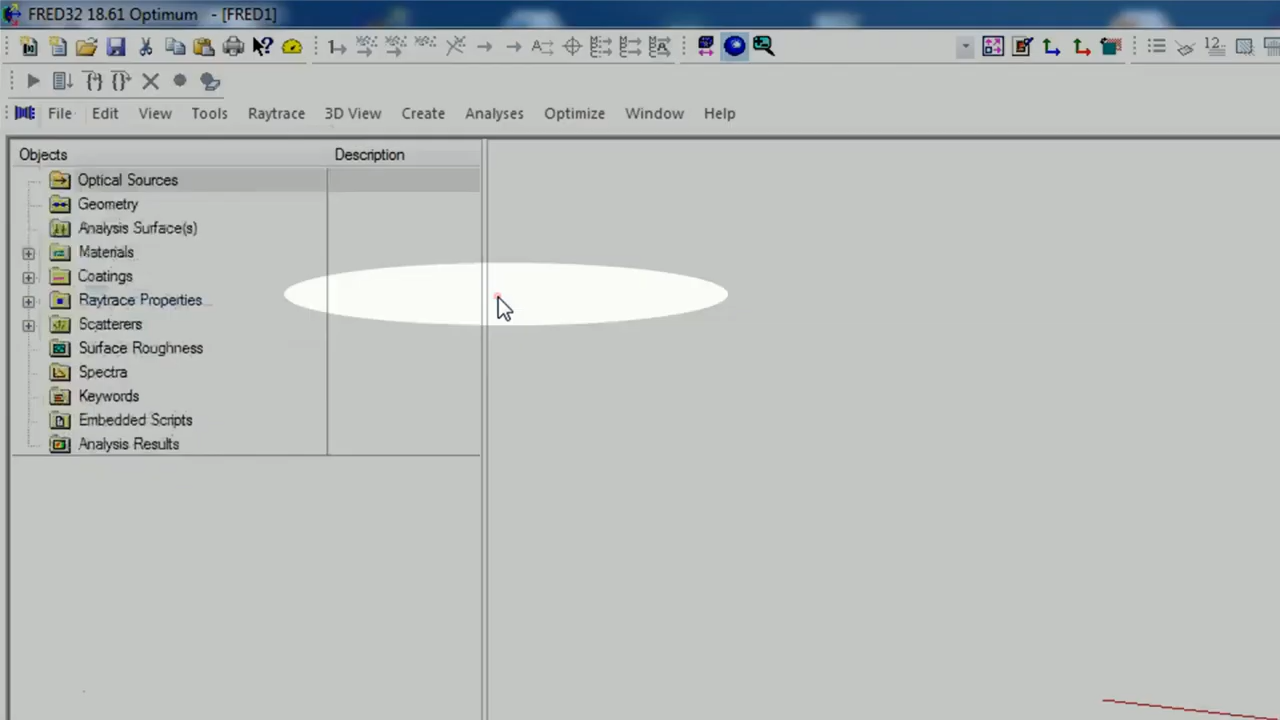 FRED32 18.61 Optimum - [FRED1]
File Edit View Tools Raytrace 3D View Create Analyses Optimize Window Help
Objects Description
Optical Sources
Geometry
Analysis Surface(s)
Materials
Coatings
Raytrace Properties
Scatterers
Surface Roughness
Spectra
Keywords
Embedded Scripts
Analysis Results